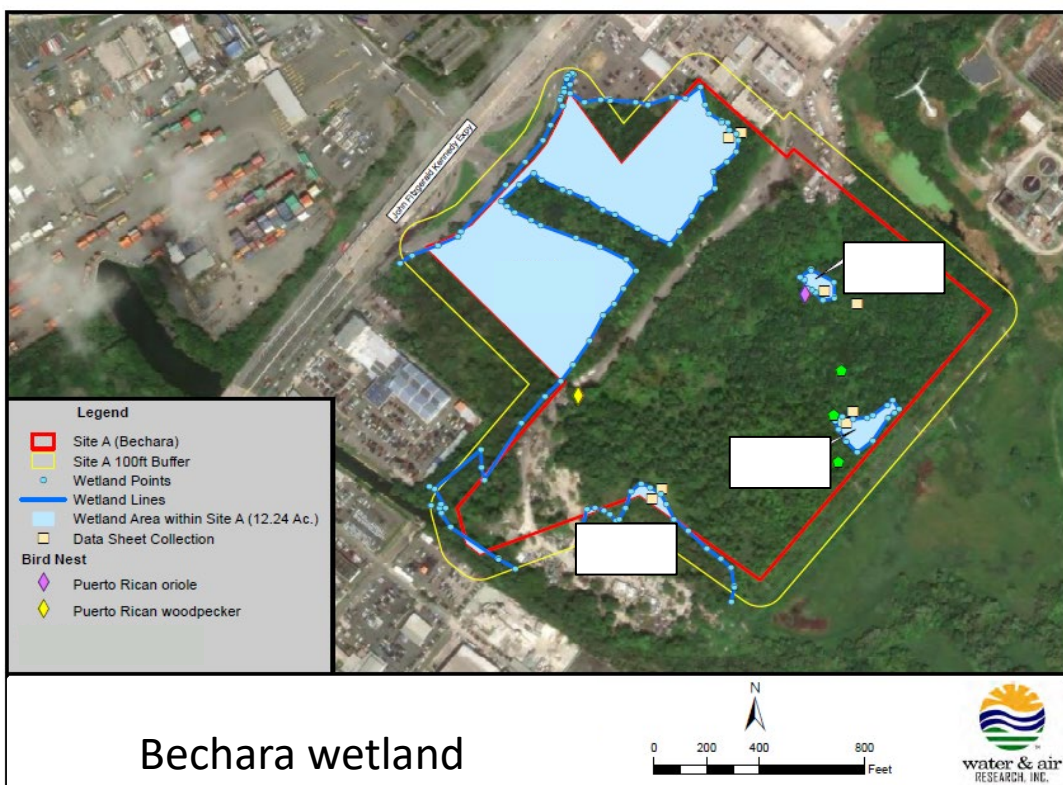 John Fitzgerald Kennedy Expy
Legend
Site A (Bechara)
Site A 100ft Buffer
Wetland Points
Wetland Lines
Wetland Area within Site A (12.24 Ac.)
Data Sheet Collection
Bird Nest
Puerto Rican oriole
Puerto Rican woodpecker
Bechara wetland
N
0 200 400 800
Feet
water & air
RESEARCH, INC.